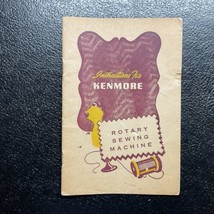 Instructions For
KENMORE
ROTARY
SEWING
MACHINE